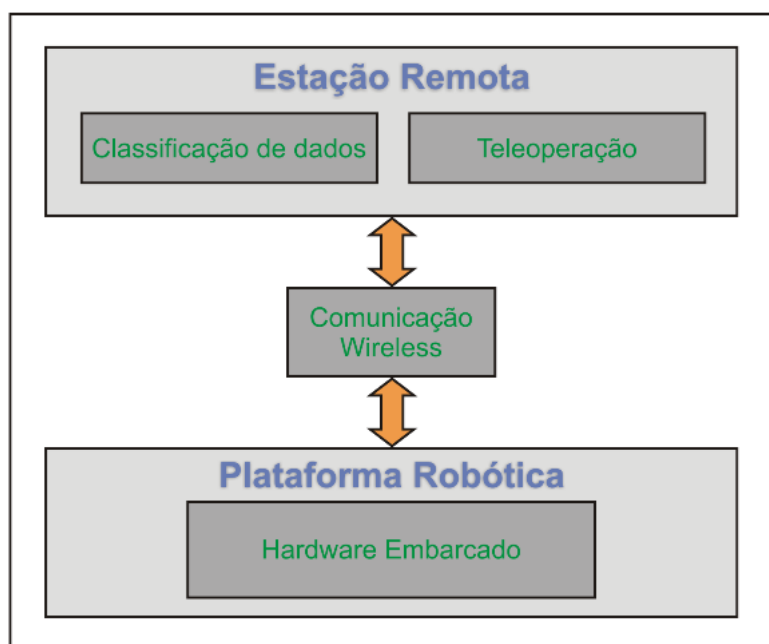 Estação Remota
Classificação de dados
Teleoperação
Comunicação
Wireless
Plataforma Robótica
Hardware Embarcado